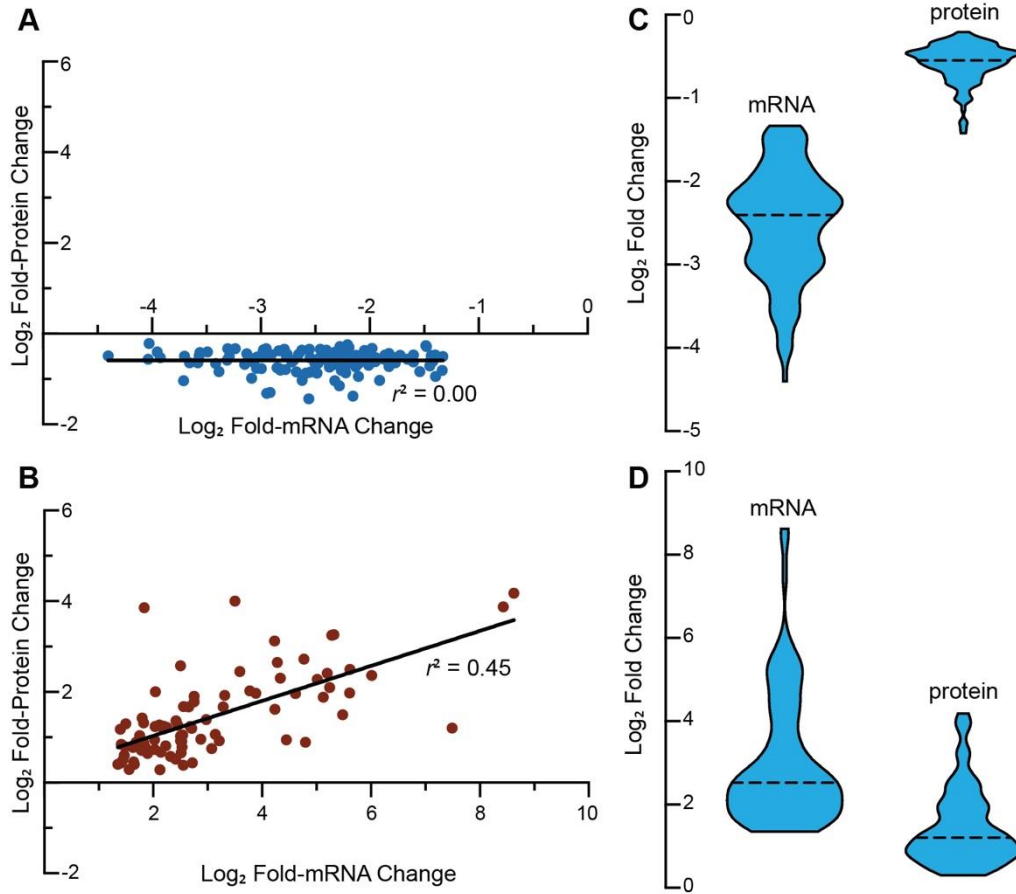 A
Log₂ Fold-Protein Change
6
4
2
-2
-4
-3
-2
-1
0
r² = 0.00
Log₂ Fold-mRNA Change
B
Log₂ Fold-Protein Change
6
4
2
-2
2
4
6
8
10
r² = 0.45
Log₂ Fold-mRNA Change
C
Log₂ Fold Change
0
-1
-2
-3
-4
-5
mRNA
protein
D
Log₂ Fold Change
10
8
6
4
2
0
mRNA
protein